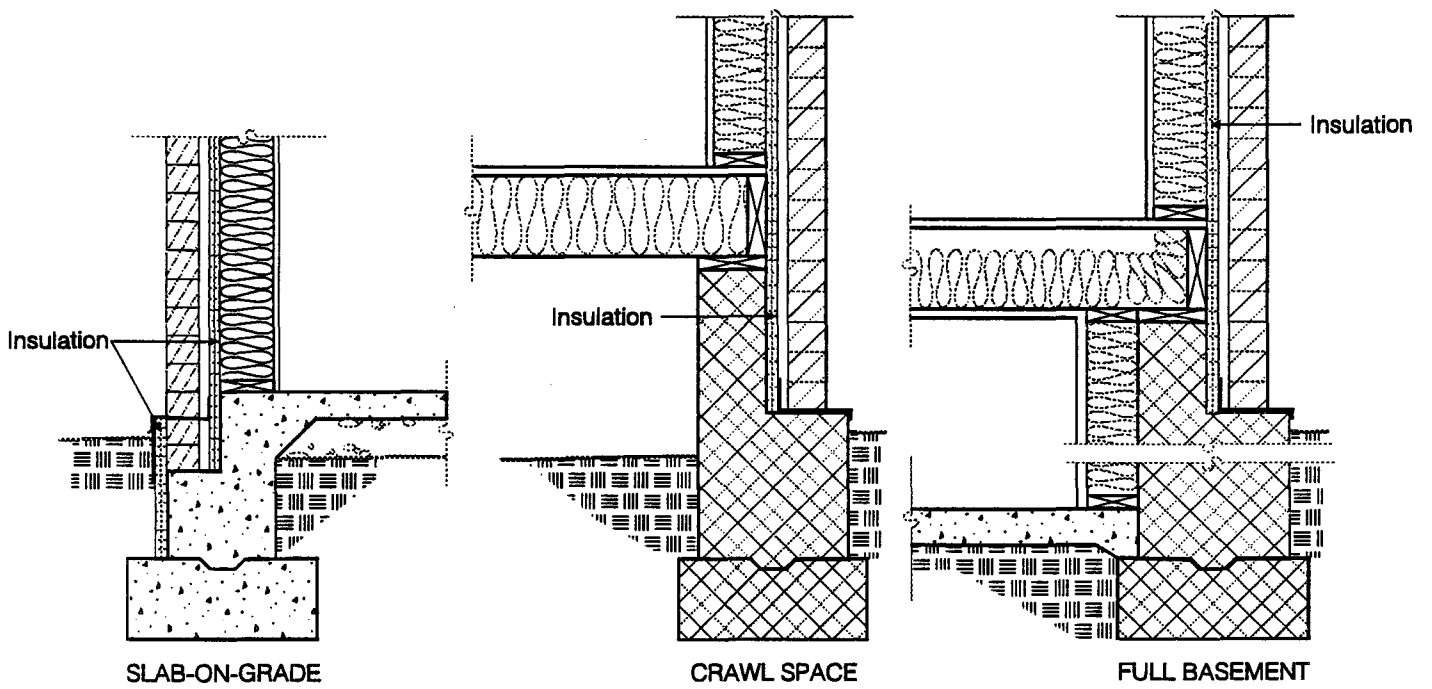 Insulation
Insulation
Insulation
SLAB-ON-GRADE
CRAWL SPACE
FULL BASEMENT